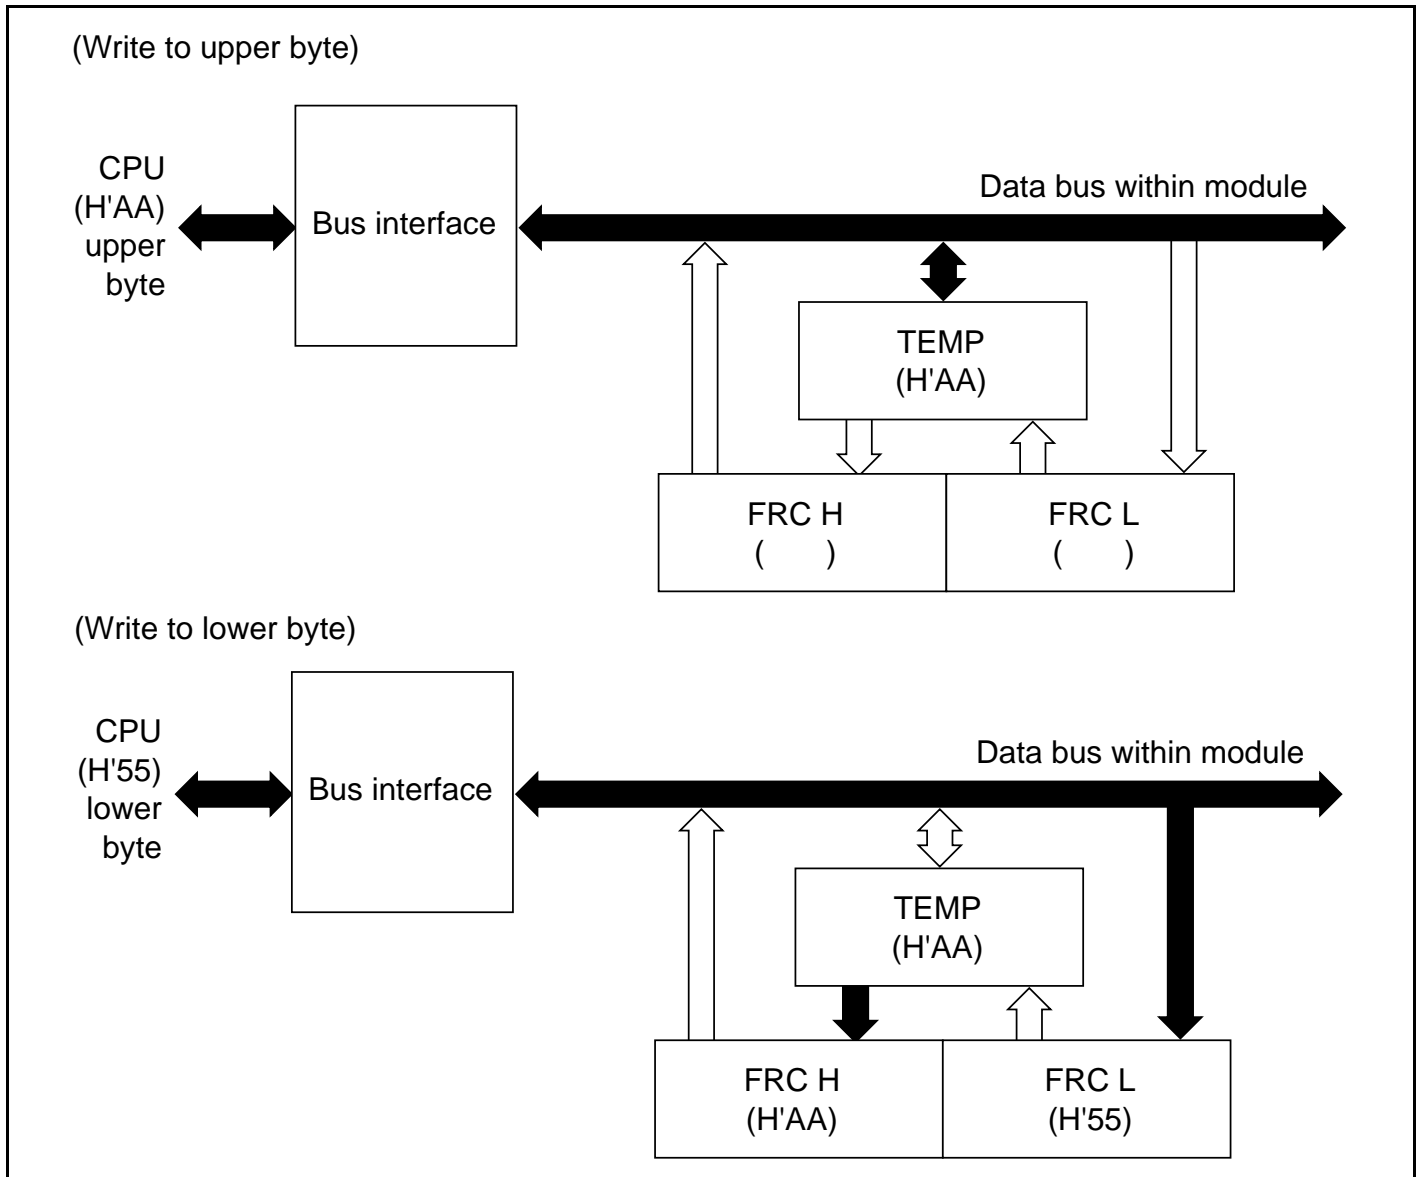 (Write to upper byte)
CPU
(H'AA)
upper
byte
Bus interface
Data bus within module
TEMP
(H'AA)
FRC H
(      )
FRC L
(      )
(Write to lower byte)
CPU
(H'55)
lower
byte
Bus interface
Data bus within module
TEMP
(H'AA)
FRC H
(H'AA)
FRC L
(H'55)